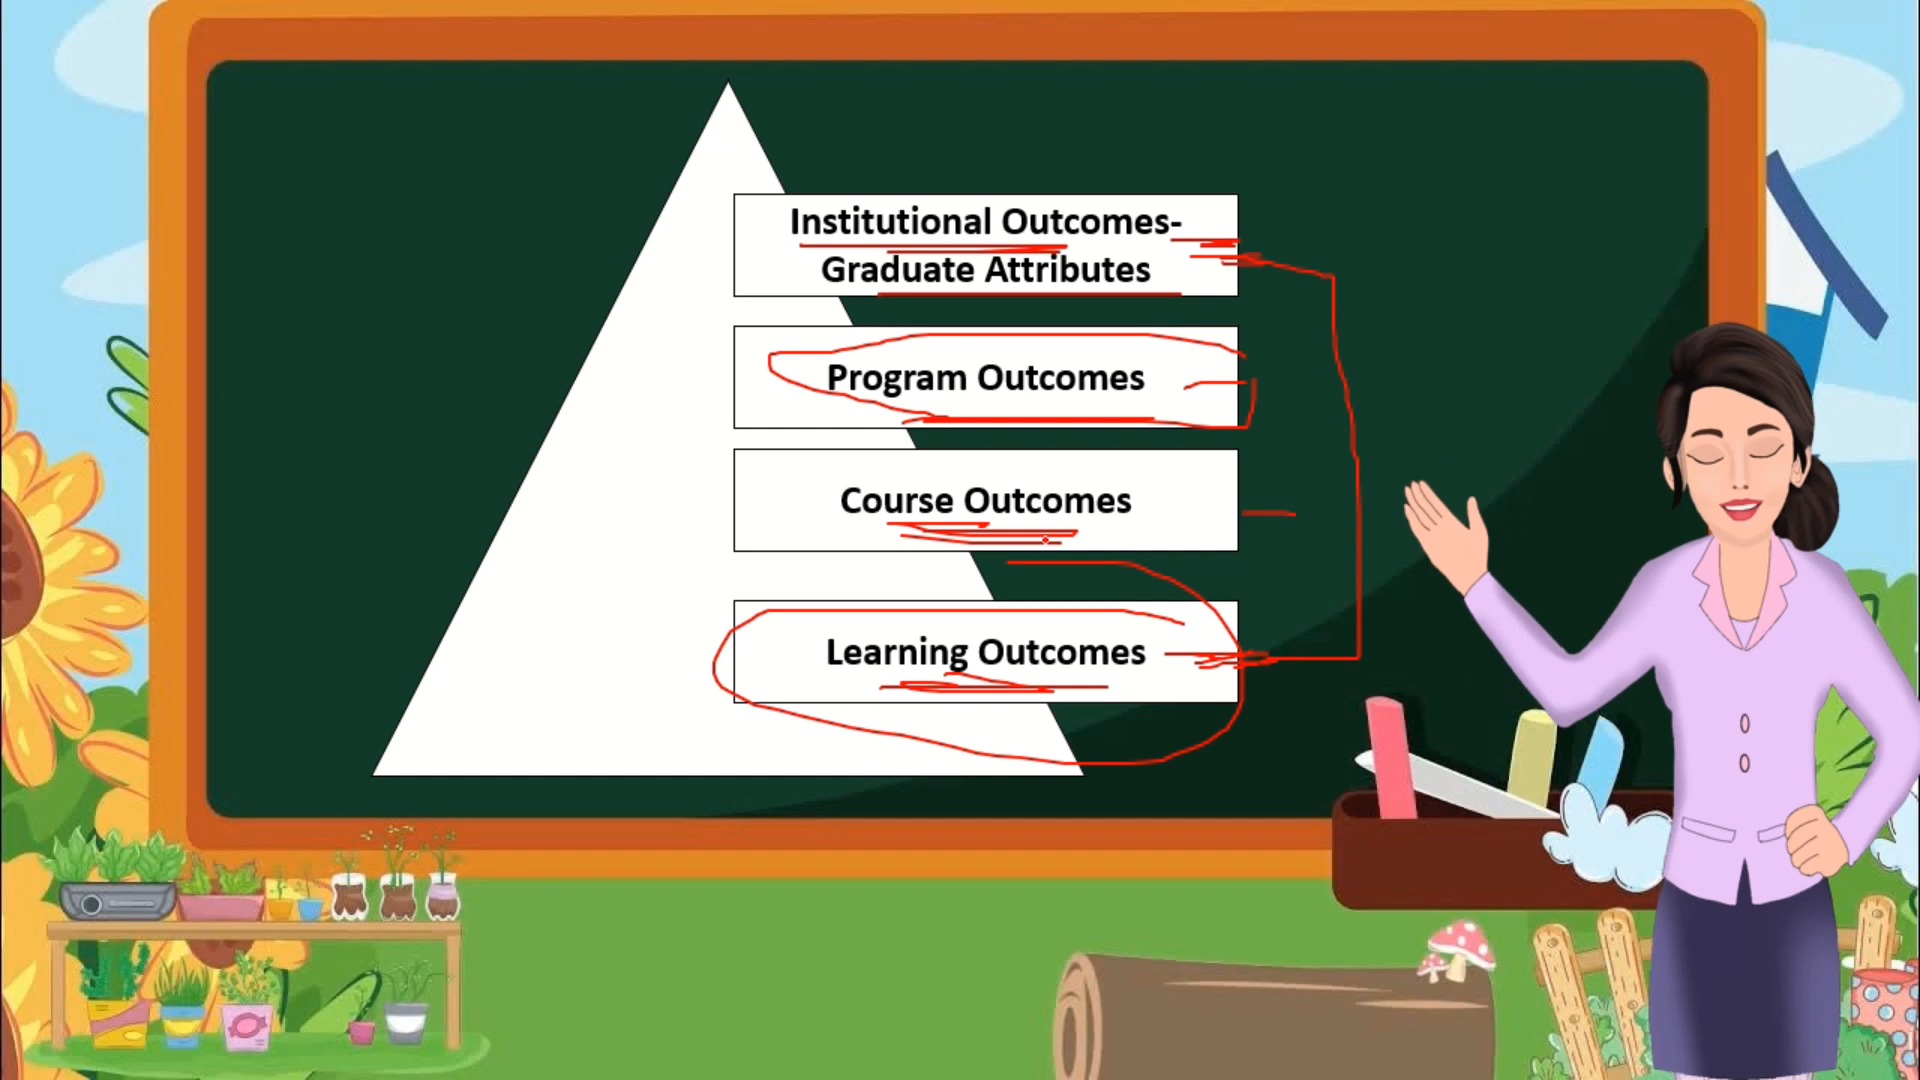 Institutional Outcomes-
Graduate Attributes
Program Outcomes
Course Outcomes
Learning Outcomes